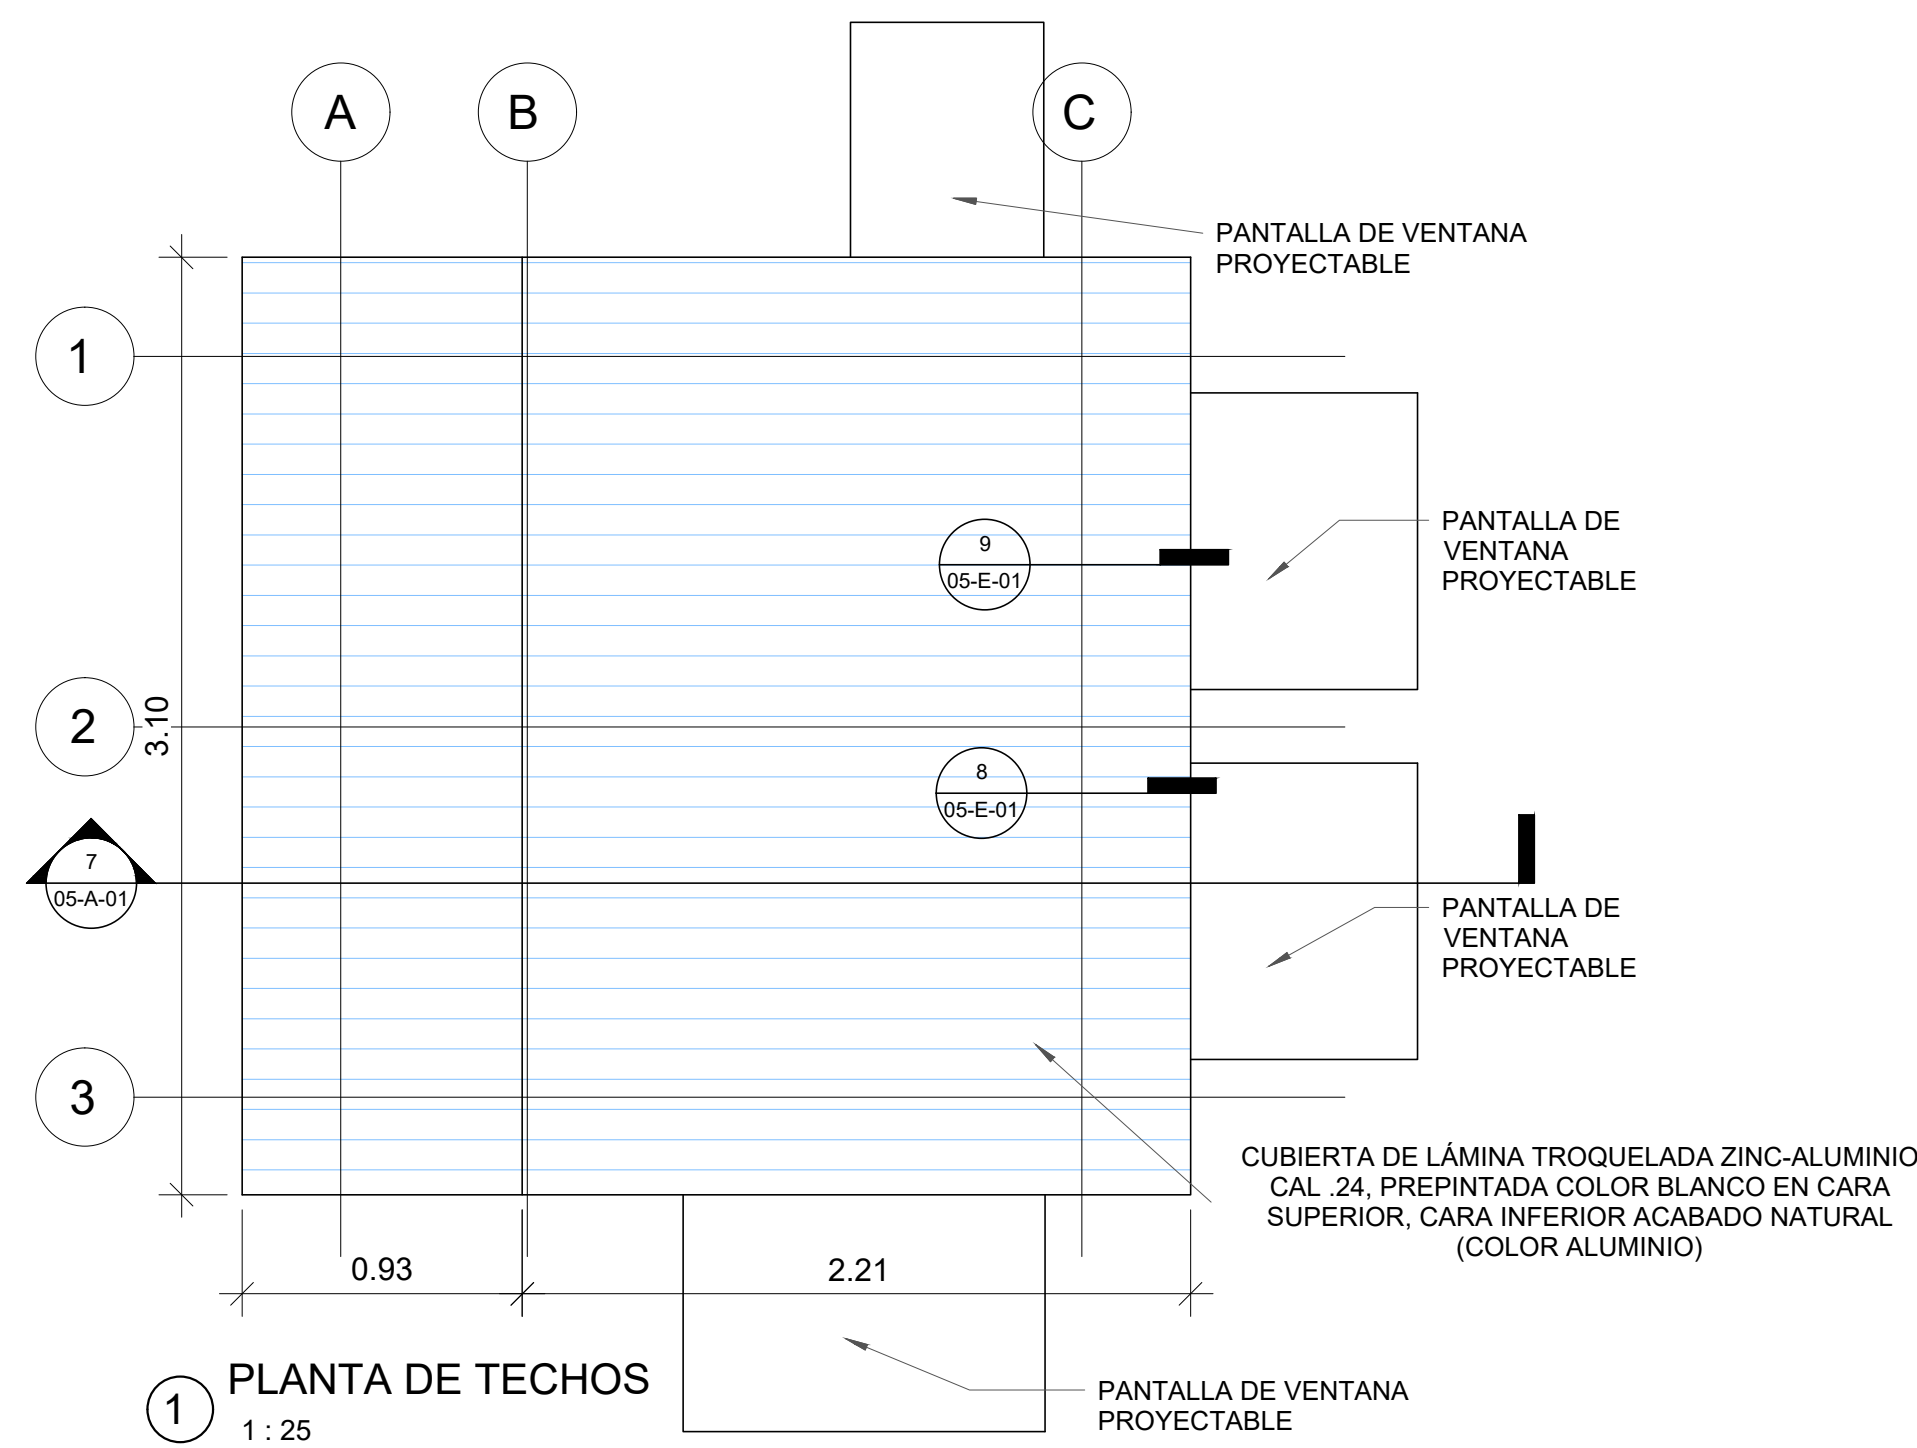 A
B
C
PANTALLA DE VENTANA
PROYECTABLE
1
9
05-E-01
PANTALLA DE
VENTANA
PROYECTABLE
2
3.10
8
05-E-01
7
05-A-01
PANTALLA DE
VENTANA
PROYECTABLE
3
CUBIERTA DE LÁMINA TROQUELADA ZINC-ALUMINIO
CAL .24, PREPINTADA COLOR BLANCO EN CARA
SUPERIOR, CARA INFERIOR ACABADO NATURAL
(COLOR ALUMINIO)
0.93
2.21
1
PLANTA DE TECHOS
1 : 25
PANTALLA DE VENTANA
PROYECTABLE